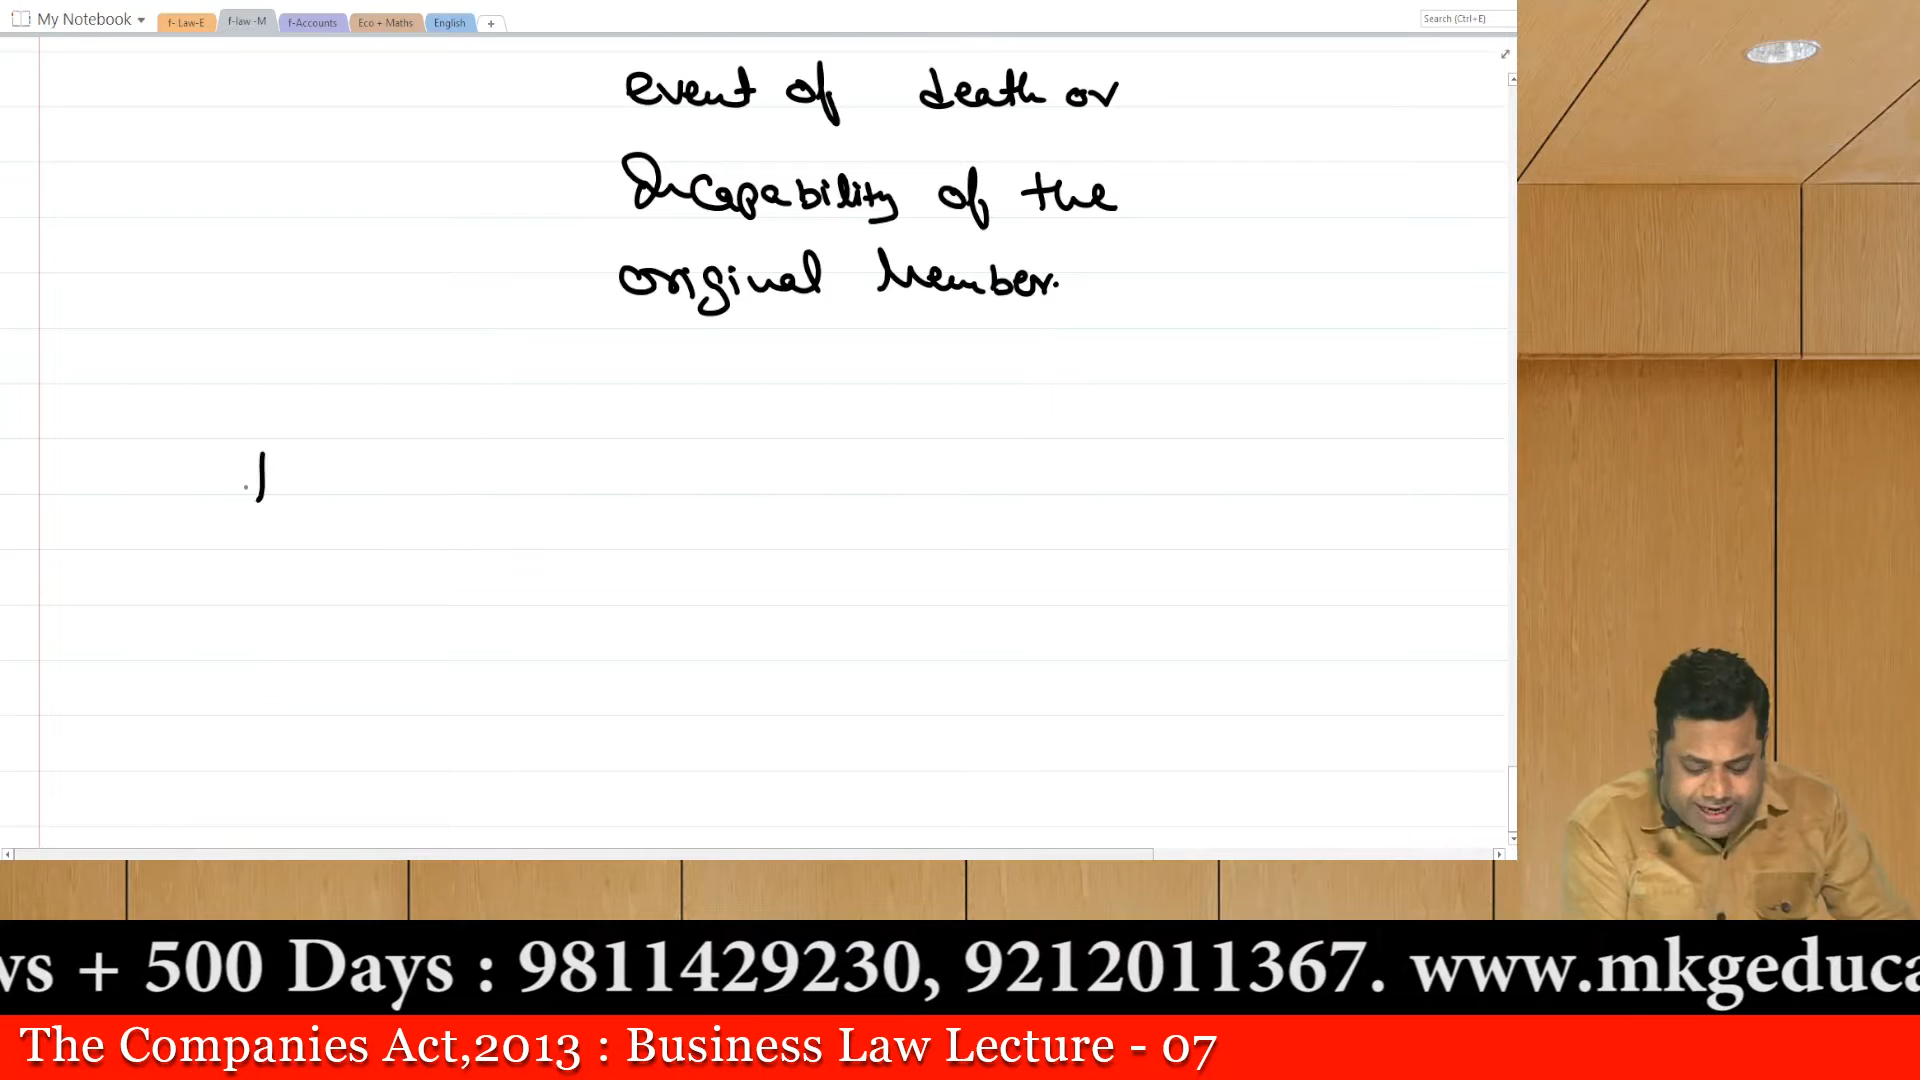 My Notebook
f- Law-E
f-law -M
f-Accounts
Eco + Maths
English
+
Search (Ctrl+E)
event of death or
Incapability of the
original Member.
ws + 500 Days : 9811429230, 9212011367. www.mkgeduca
The Companies Act,2013 : Business Law Lecture - 07